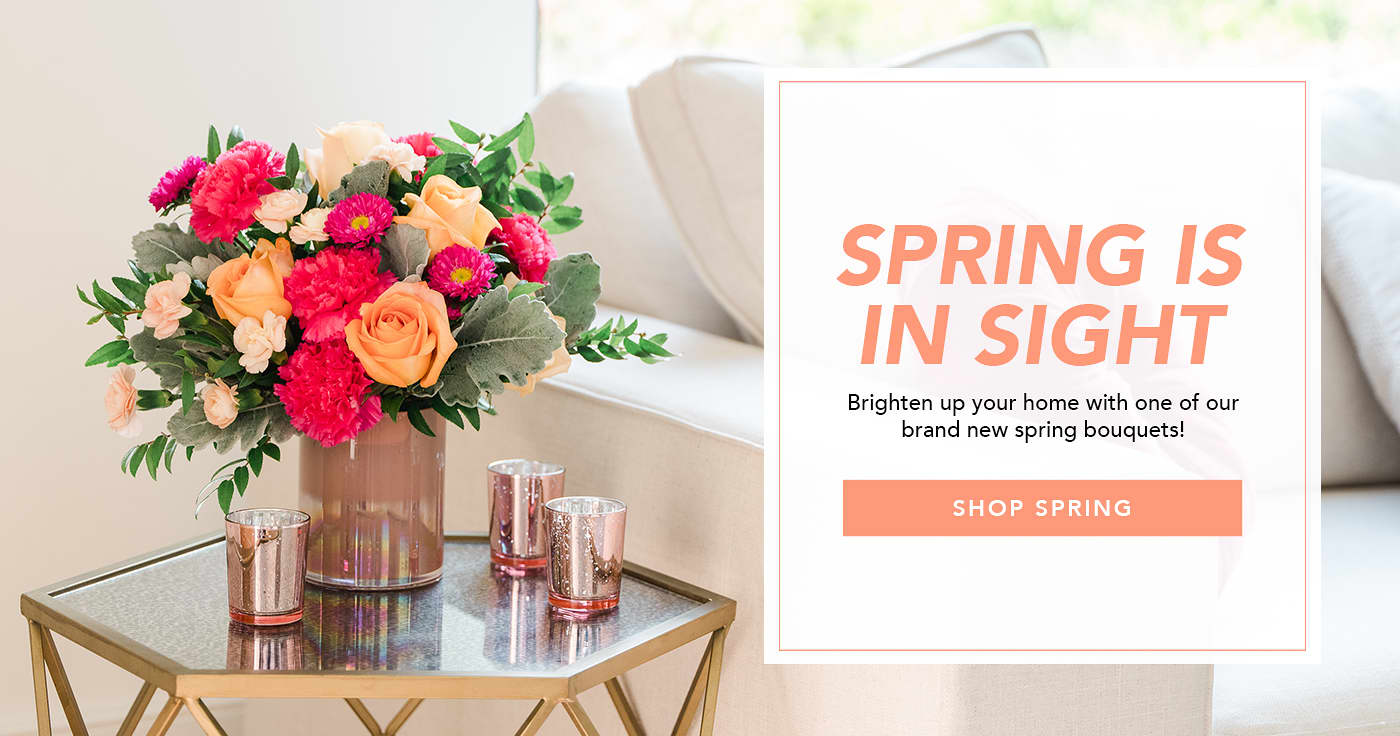 SPRING IS
IN SIGHT
Brighten up your home with one of our
brand new spring bouquets!
SHOP SPRING